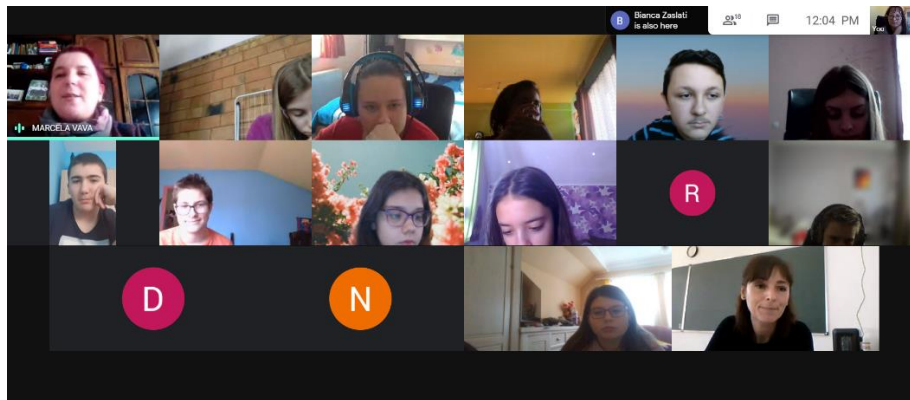 B
Bianca Zaslati
is also here
18
12:04 PM
You
MARCELA VAVA
R
D
N